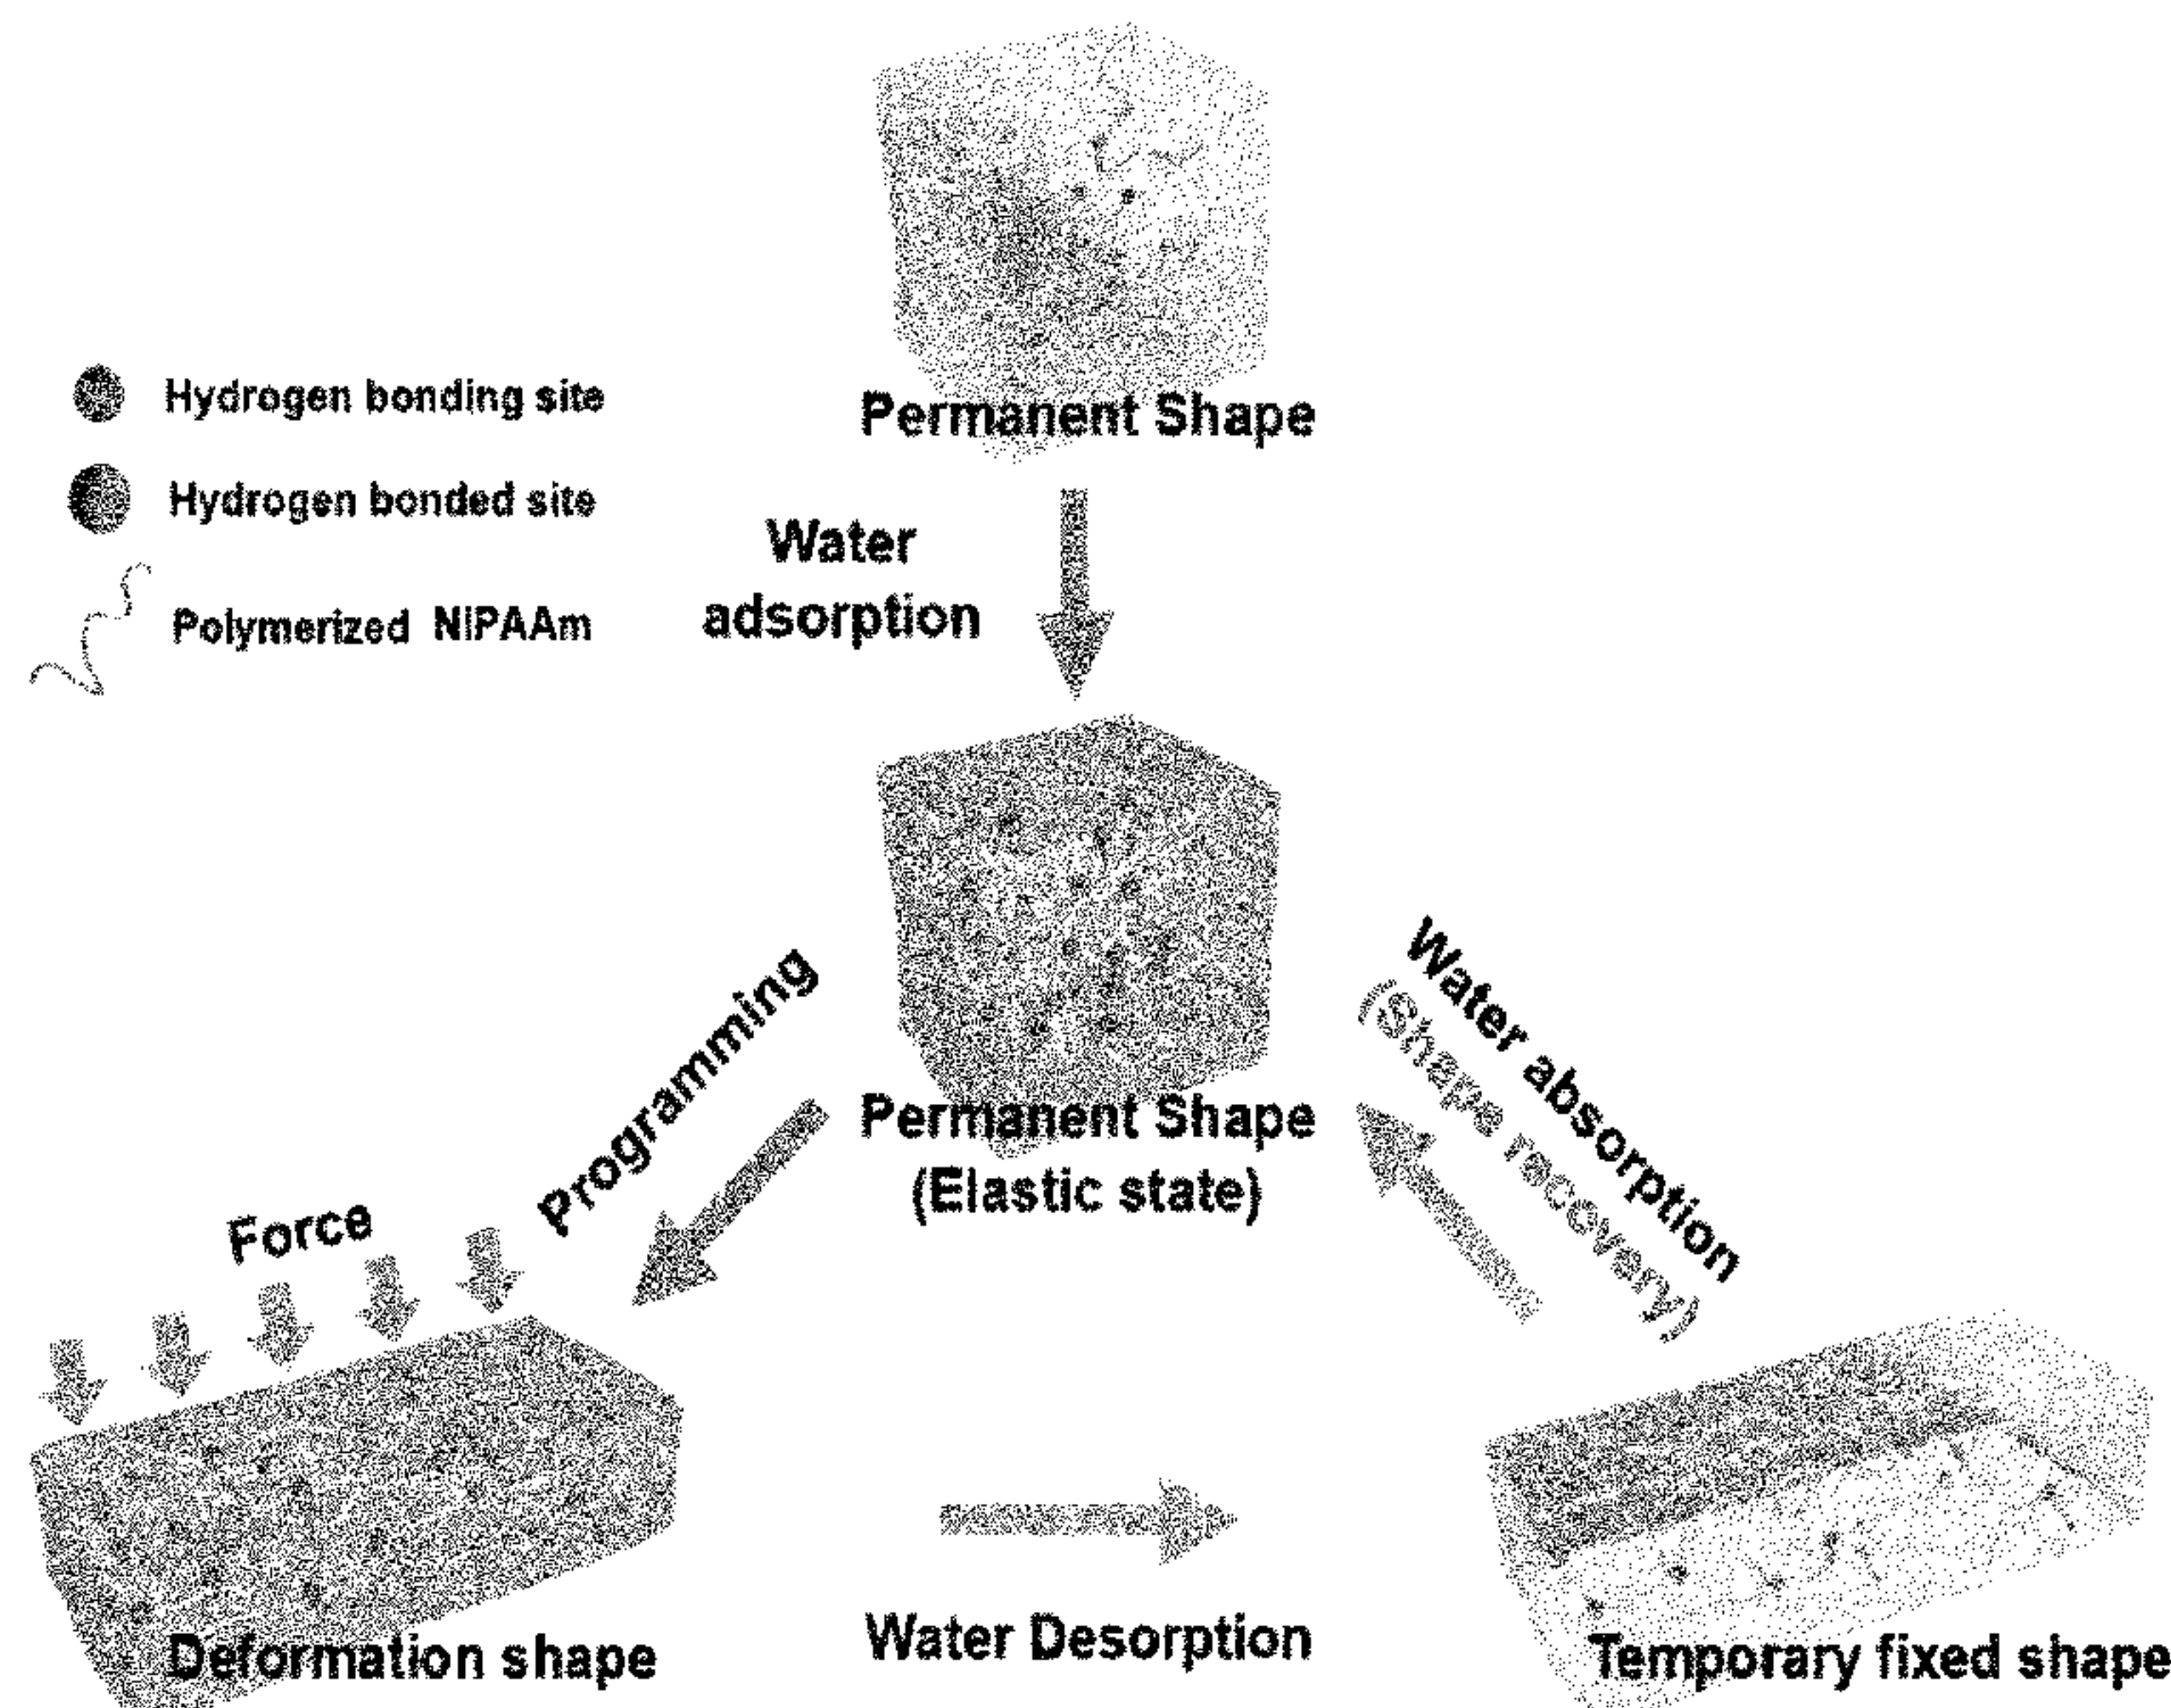 Permanent Shape
Hydrogen bonding site
Hydrogen bonded site
Polymerized NIPAAm
Water
adsorption
Permanent Shape
(Elastic state)
Programming
Force
Water absorption
(Shape recovery)
Deformation shape
Water Desorption
Temporary fixed shape